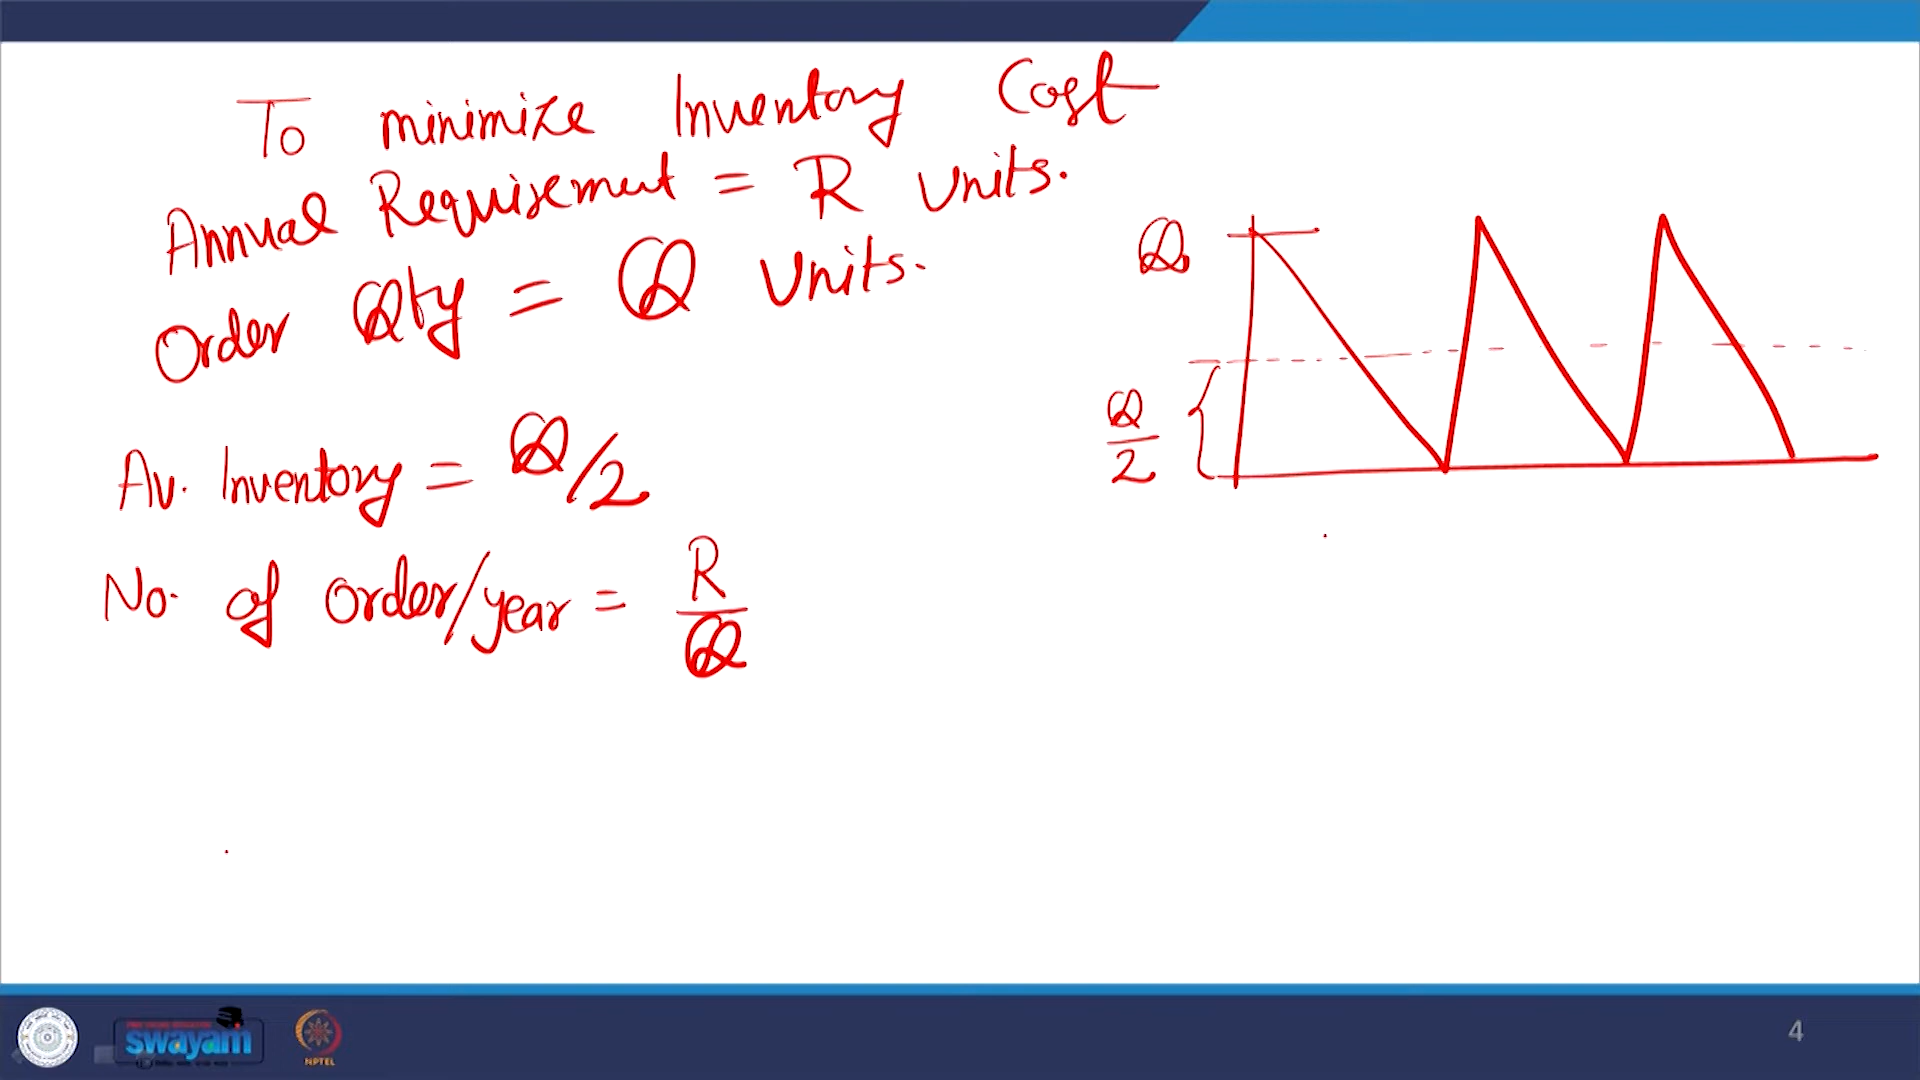 To minimize Inventory Cost
Annual Requirement = R Units.
Order Qty = Q Units.
Av. Inventory = Q/2
No. of order/year = R/Q
Q
Q/2
swayam
NPTEL
4